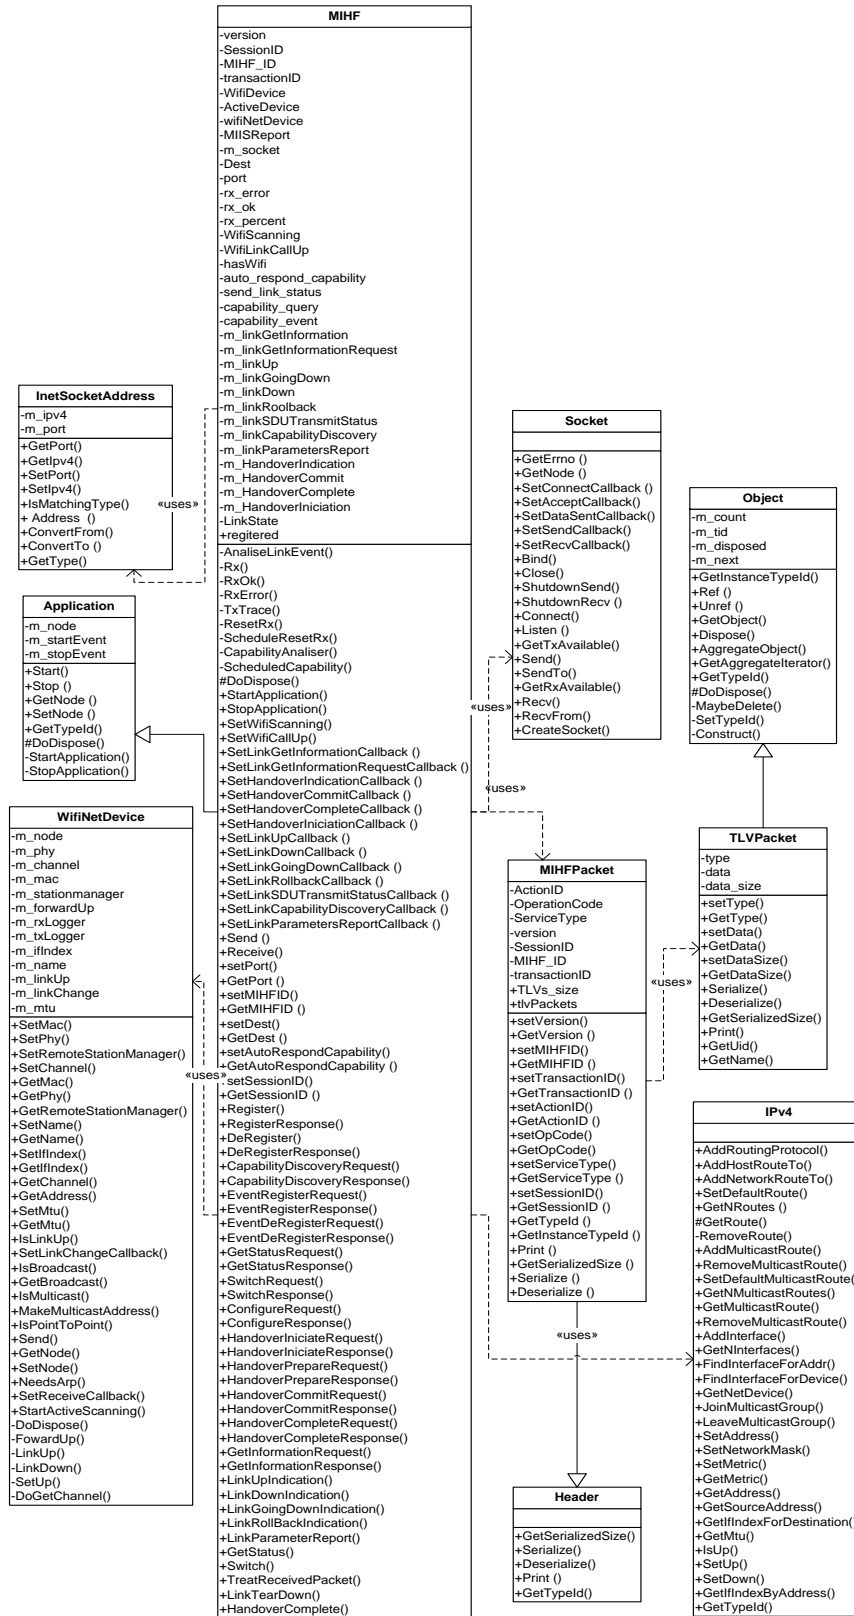 MIHF
-version
-SessionID
-MIHF_ID
-transactionID
-WifiDevice
-ActiveDevice
-wifiNetDevice
-MIISReport
-m_socket
-Dest
-port
-rx_error
-rx_ok
-rx_percent
-WifiScanning
-WifiLinkCallUp
-hasWifi
-auto_respond_capability
-send_link_status
-capability_query
-capability_event
-m_linkGetInformation
-m_linkGetInformationRequest
-m_linkUp
-m_linkGoingDown
-m_linkDown
-m_linkRoolback
-m_linkSDUTransmitStatus
-m_linkCapabilityDiscovery
-m_linkParametersReport
-m_HandoverIndication
-m_HandoverCommit
-m_HandoverComplete
-m_HandoverIniciation
-LinkState
+regitered
-AnaliseLinkEvent()
-Rx()
-RxOk()
-RxError()
-TxTrace()
-ResetRx()
-ScheduleResetRx()
-CapabilityAnaliser()
-ScheduledCapability()
#DoDispose()
+StartApplication()
+StopApplication()
+SetWifiScanning()
+SetWifiCallUp()
+SetLinkGetInformationCallback ()
+SetLinkGetInformationRequestCallback ()
+SetHandoverIndicationCallback ()
+SetHandoverCommitCallback ()
+SetHandoverCompleteCallback ()
+SetHandoverIniciationCallback ()
+SetLinkUpCallback ()
+SetLinkDownCallback ()
+SetLinkGoingDownCallback ()
+SetLinkRollbackCallback ()
+SetLinkSDUTransmitStatusCallback ()
+SetLinkCapabilityDiscoveryCallback ()
+SetLinkParametersReportCallback ()
+Send ()
+Receive()
+setPort()
+GetPort ()
+setMIHFID()
+GetMIHFID ()
+setDest()
+GetDest ()
+setAutoRespondCapability()
+GetAutoRespondCapability ()
setSessionID()
+GetSessionID ()
+Register()
+RegisterResponse()
+DeRegister()
+DeRegisterResponse()
+CapabilityDiscoveryRequest()
+CapabilityDiscoveryResponse()
+EventRegisterRequest()
+EventRegisterResponse()
+EventDeRegisterRequest()
+EventDeRegisterResponse()
+GetStatusRequest()
+GetStatusResponse()
+SwitchRequest()
+SwitchResponse()
+ConfigureRequest()
+ConfigureResponse()
+HandoverIniciateRequest()
+HandoverIniciateResponse()
+HandoverPrepareRequest()
+HandoverPrepareResponse()
+HandoverCommitRequest()
+HandoverCommitResponse()
+HandoverCompleteRequest()
+HandoverCompleteResponse()
+GetInformationRequest()
+GetInformationResponse()
+LinkUpIndication()
+LinkDownIndication()
+LinkGoingDownIndication()
+LinkRollBackIndication()
+LinkParameterReport()
+GetStatus()
+Switch()
+TreatReceivedPacket()
+LinkTearDown()
+HandoverComplete()
InetSocketAddress
-m_ipv4
-m_port
+GetPort()
+GetIpv4()
+SetPort()
+SetIpv4()
+IsMatchingType()
+ Address ()
+ConvertFrom()
+ConvertTo ()
+GetType()
«uses»
Application
-m_node
-m_startEvent
-m_stopEvent
+Start()
+Stop ()
+GetNode ()
+SetNode ()
+GetTypeId()
#DoDispose()
-StartApplication()
-StopApplication()
WifiNetDevice
-m_node
-m_phy
-m_channel
-m_mac
-m_stationmanager
-m_forwardUp
-m_rxLogger
-m_txLogger
-m_ifIndex
-m_name
-m_linkUp
-m_linkChange
-m_mtu
+SetMac()
+SetPhy()
+SetRemoteStationManager()
+SetChannel()
+GetMac()
+GetPhy()
+GetRemoteStationManager()
+SetName()
+GetName()
+SetIfIndex()
+GetIfIndex()
+GetChannel()
+GetAddress()
+SetMtu()
+GetMtu()
+IsLinkUp()
+SetLinkChangeCallback()
+IsBroadcast()
+GetBroadcast()
+IsMulticast()
+MakeMulticastAddress()
+IsPointToPoint()
+Send()
+GetNode()
+SetNode()
+NeedsArp()
+SetReceiveCallback()
+StartActiveScanning()
-DoDispose()
-FowardUp()
-LinkUp()
-LinkDown()
-SetUp()
-DoGetChannel()
«uses»
Socket
+GetErrno ()
+GetNode ()
+SetConnectCallback ()
+SetAcceptCallback()
+SetDataSentCallback()
+SetSendCallback()
+SetRecvCallback()
+Bind()
+Close()
+ShutdownSend()
+ShutdownRecv ()
+Connect()
+Listen ()
+GetTxAvailable()
+Send()
+SendTo()
+GetRxAvailable()
+Recv()
+RecvFrom()
+CreateSocket()
«uses»
«uses»
Object
-m_count
-m_tid
-m_disposed
-m_next
+GetInstanceTypeId()
+Ref ()
+Unref ()
+GetObject()
+Dispose()
+AggregateObject()
+GetAggregateIterator()
+GetTypeId()
#DoDispose()
-MaybeDelete()
-SetTypeId()
-Construct()
MIHFPacket
-ActionID
-OperationCode
-ServiceType
-version
-SessionID
-MIHF_ID
-transactionID
+TLVs_size
+tlvPackets
+setVersion()
+GetVersion ()
+setMIHFID()
+GetMIHFID ()
+setTransactionID()
+GetTransactionID ()
+setActionID()
+GetActionID ()
+setOpCode()
+GetOpCode()
+setServiceType()
+GetServiceType ()
+setSessionID()
+GetSessionID ()
+GetTypeId ()
+GetInstanceTypeId ()
+Print ()
+GetSerializedSize ()
+Serialize ()
+Deserialize ()
«uses»
TLVPacket
-type
-data
-data_size
+setType()
+GetType()
+setData()
+GetData()
+setDataSize()
+GetDataSize()
+Serialize()
+Deserialize()
+GetSerializedSize()
+Print()
+GetUid()
+GetName()
«uses»
IPv4
+AddRoutingProtocol()
+AddHostRouteTo()
+AddNetworkRouteTo()
+SetDefaultRoute()
+GetNRoutes ()
#GetRoute()
-RemoveRoute()
+AddMulticastRoute()
+RemoveMulticastRoute()
+SetDefaultMulticastRoute(
+GetNMulticastRoutes()
+GetMulticastRoute()
+RemoveMulticastRoute()
+AddInterface()
+GetNInterfaces()
+FindInterfaceForAddr()
+FindInterfaceForDevice()
+GetNetDevice()
+JoinMulticastGroup()
+LeaveMulticastGroup()
+SetAddress()
+SetNetworkMask()
+SetMetric()
+GetMetric()
+GetAddress()
+GetSourceAddress()
+GetIfIndexForDestination(
+GetMtu()
+IsUp()
+SetUp()
+SetDown()
+GetIfIndexByAddress()
+GetTypeId()
Header
+GetSerializedSize()
+Serialize()
+Deserialize()
+Print ()
+GetTypeId()